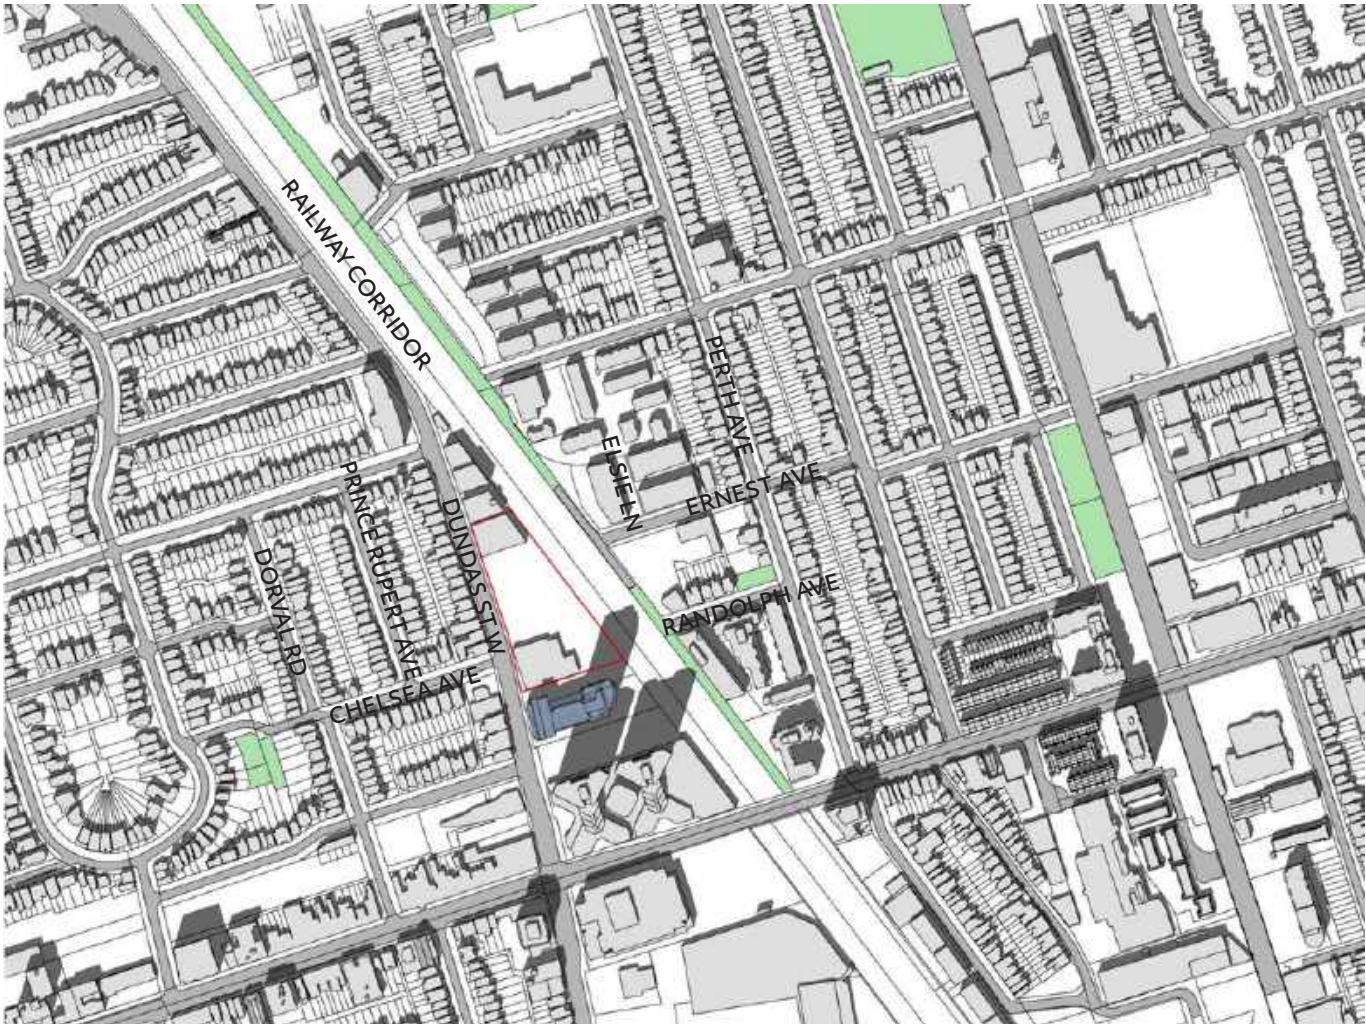 RAILWAY CORRIDOR
PERTH AVE
ELSIE LN
ERNEST AVE
PRINCE RUPERT AVE
DUNDAS ST W
DORVAL RD
RANDOLPH AVE
CHELSEA AVE